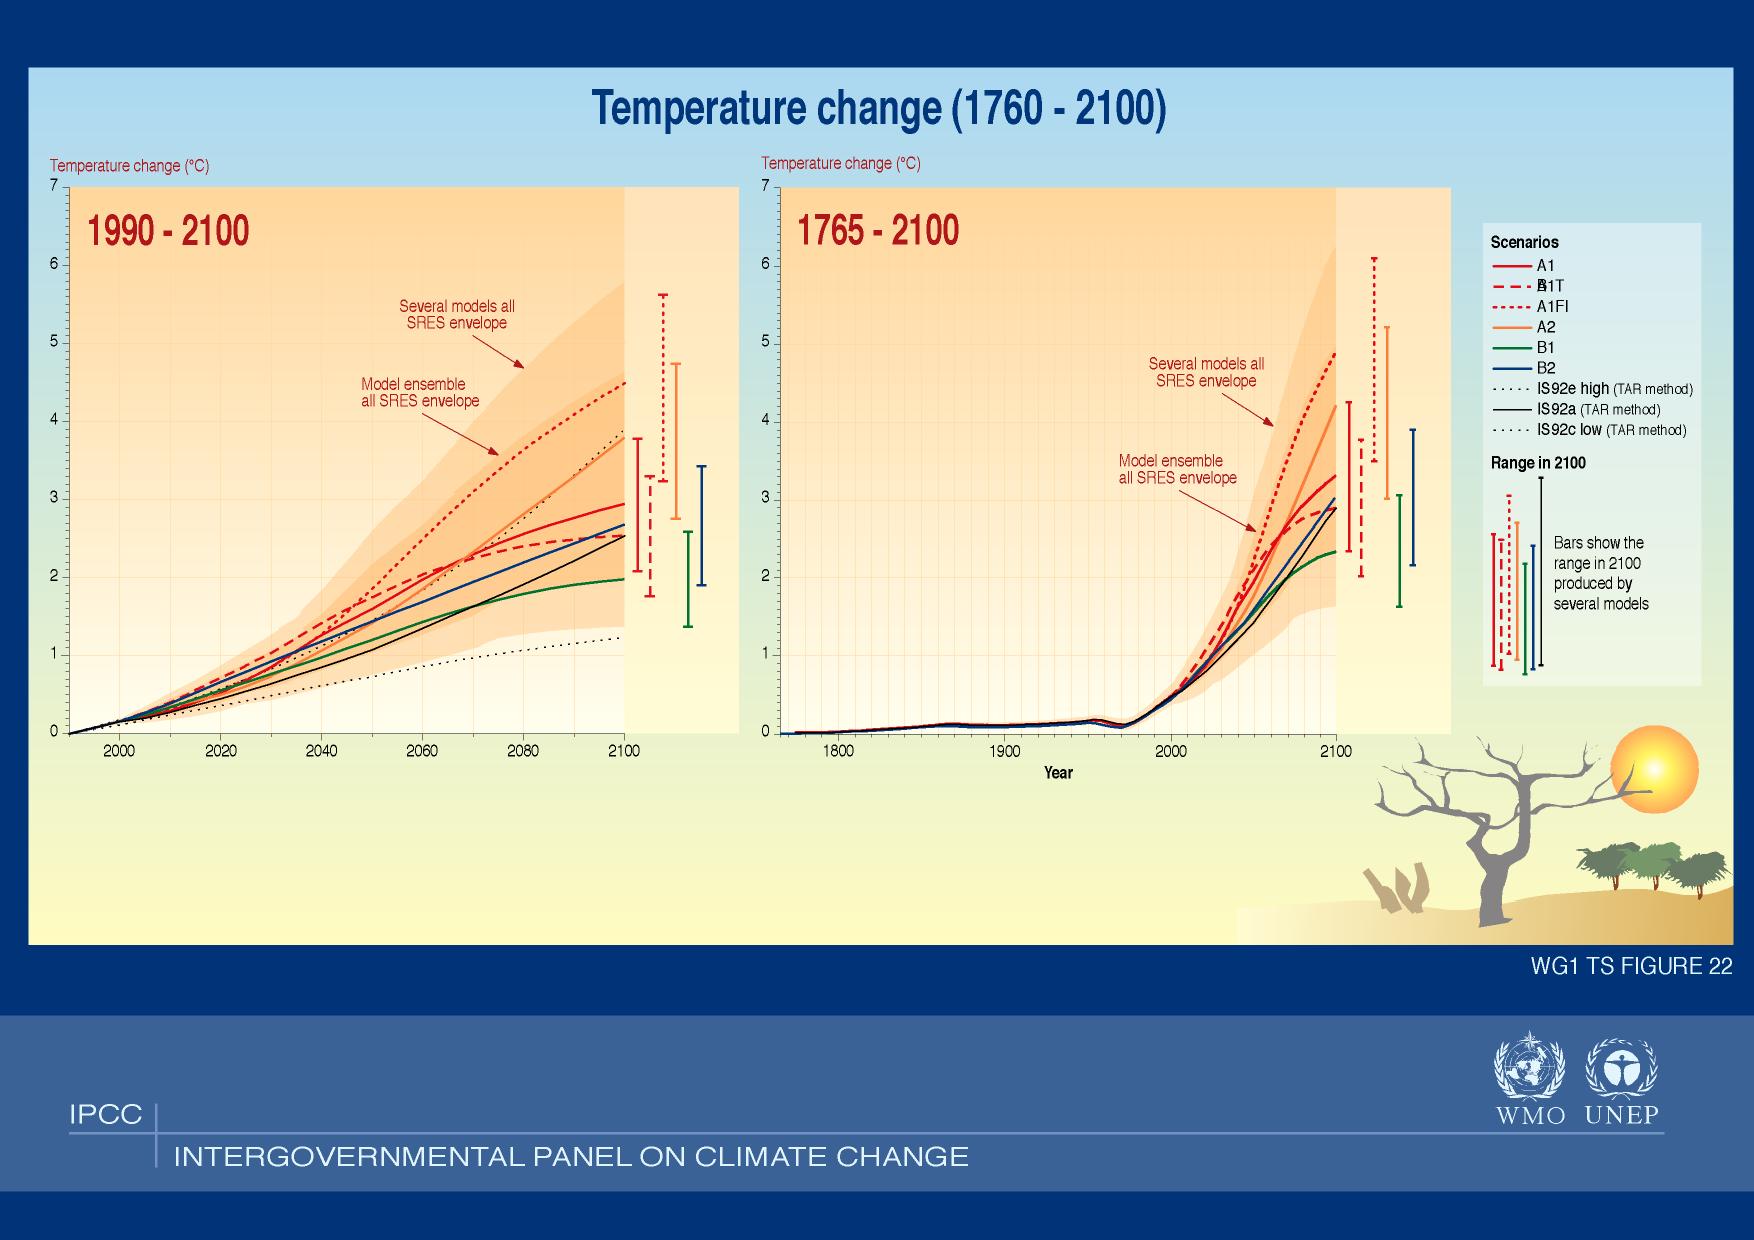 Temperature change (1760 - 2100)
Temperature change (°C)
7
6
5
4
3
2
1
0
1990 - 2100
Several models all
SRES envelope
Model ensemble
all SRES envelope
2000 2020 2040 2060 2080 2100
Temperature change (°C)
7
6
5
4
3
2
1
0
1765 - 2100
Several models all
SRES envelope
Model ensemble
all SRES envelope
1800 1900 2000 2100
Year
Scenarios
A1
1T
A1FI
A2
B1
B2
IS92e high (TAR method)
IS92a (TAR method)
IS92c low (TAR method)
Range in 2100
Bars show the
range in 2100
produced by
several models
WG1 TS FIGURE 22
IPCC
INTERGOVERNMENTAL PANEL ON CLIMATE CHANGE
WMO UNEP